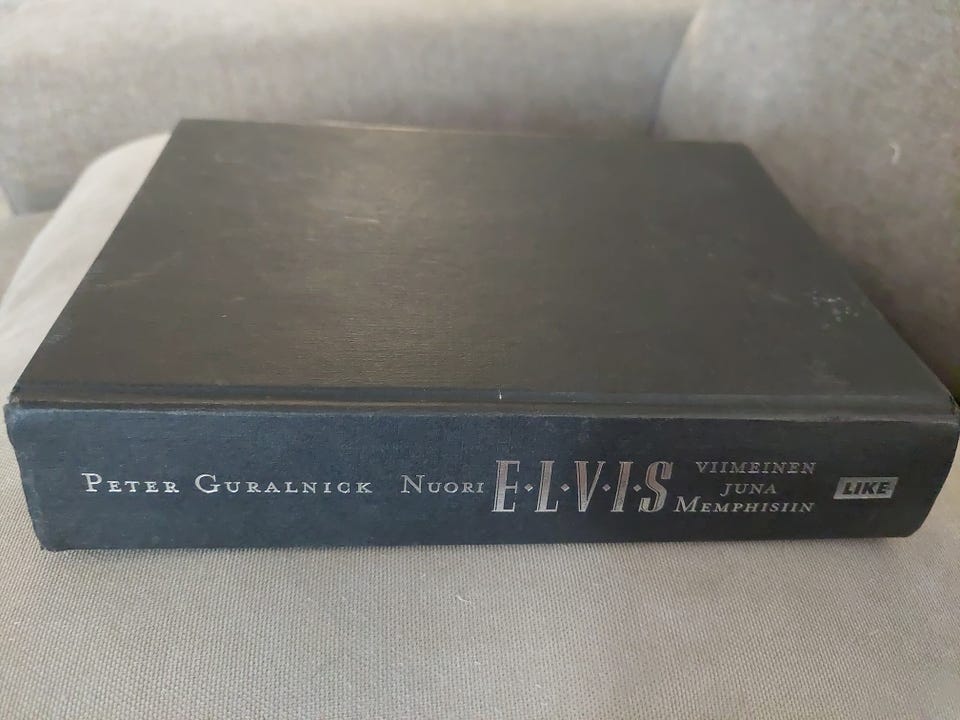 Peter Guralnick
Nuori E·L·V·I·S
viimeinen
juna
Memphisiin
LIKE